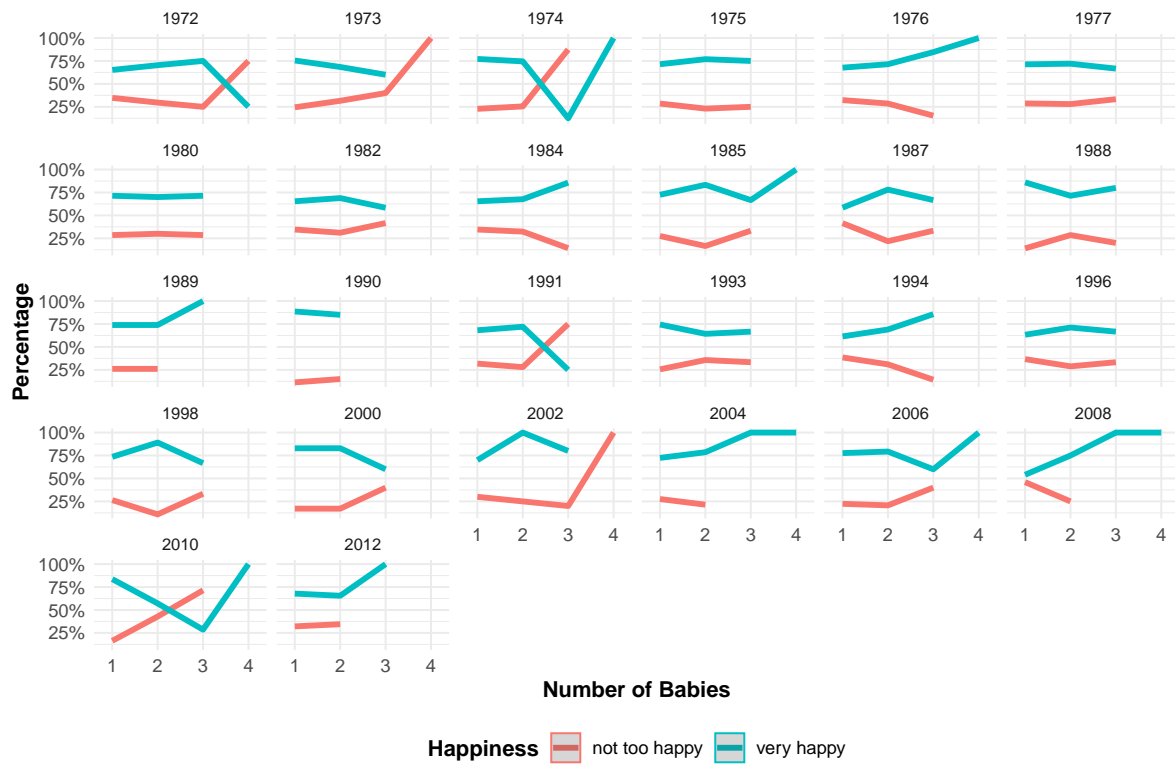 1972 1973 1974 1975 1976 1977
100%
75%
50%
25%
1980 1982 1984 1985 1987 1988
100%
75%
50%
25%
1989 1990 1991 1993 1994 1996
100%
75%
50%
25%
Percentage
1998 2000 2002 2004 2006 2008
100%
75%
50%
25%
1 2 3 4 1 2 3 4 1 2 3 4 1 2 3 4
2010 2012
100%
75%
50%
25%
1 2 3 4 1 2 3 4
Number of Babies
Happiness not too happy very happy